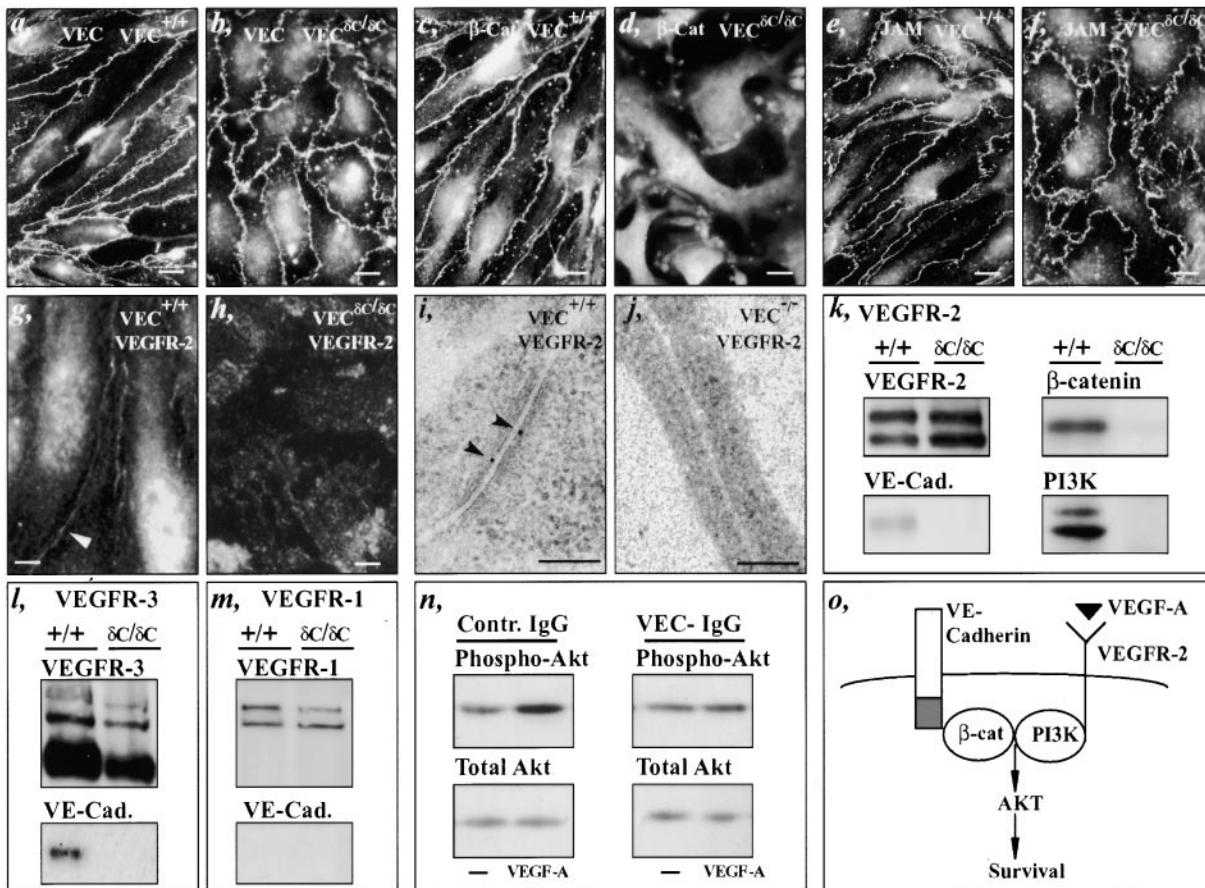 a, VEC VEC+/+
b, VEC VECδC/δC
c, β-Cat VEC+/+
d, β-Cat VECδC/δC
e, JAM VEC+/+
f, JAM VECδC/δC
g, VEC+/+
VEGFR-2
h, VECδC/δC
VEGFR-2
i, VEC+/+
VEGFR-2
j, VEC-/-
VEGFR-2
k, VEGFR-2
+/+ δC/δC +/+ δC/δC
VEGFR-2 β-catenin
VE-Cad. PI3K
l, VEGFR-3
+/+ δC/δC
VEGFR-3
VE-Cad.
m, VEGFR-1
+/+ δC/δC
VEGFR-1
VE-Cad.
n,
Contr. IgG VEC- IgG
Phospho-Akt Phospho-Akt
Total Akt Total Akt
– VEGF-A – VEGF-A
o,
VE-
Cadherin
VEGF-A
VEGFR-2
β-cat PI3K
AKT
Survival